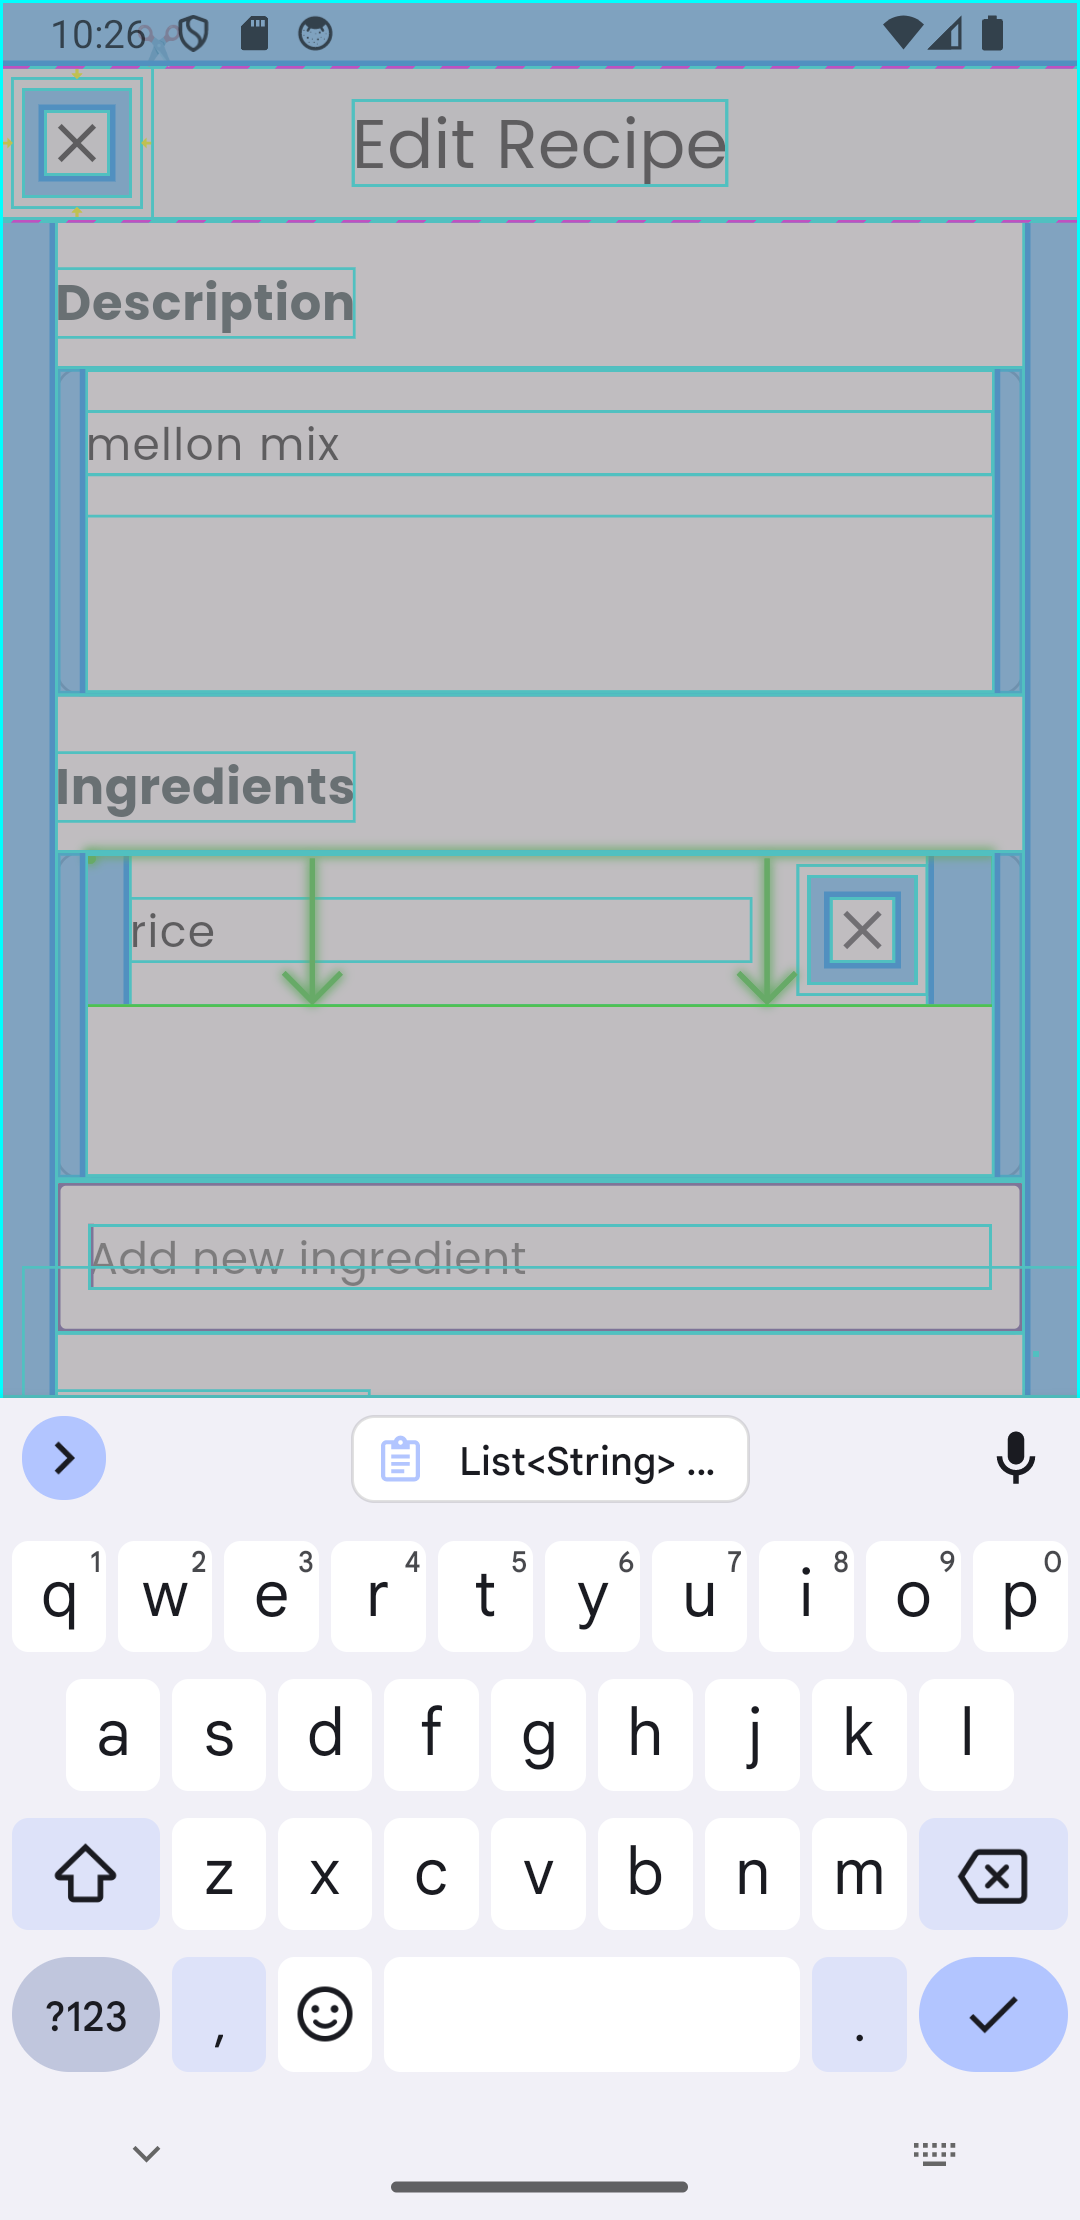 10:26
Edit Recipe
Description
mellon mix
Ingredients
rice
Add new ingredient
List<String> ...
1 2 3 4 5 6 7 8 9 0
q w e r t y u i o p
a s d f g h j k l
z x c v b n m
?123 , .